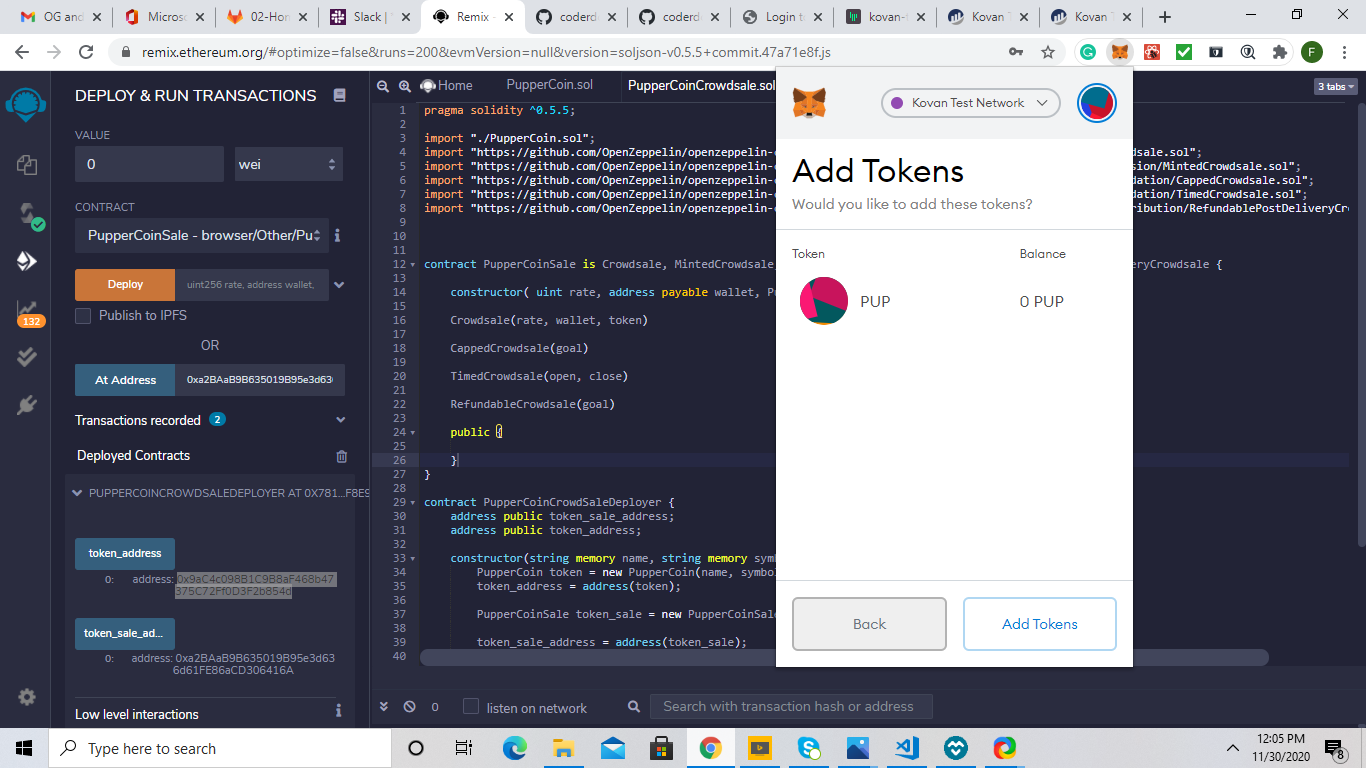 OG and
Microso
02-Hor
Slack |
Remix -
coderd
coderd
Login to
kovan-
Kovan T
Kovan T
remix.ethereum.org/#optimize=false&runs=200&evmVersion=null&version=soljson-v0.5.5+commit.47a71e8f.js
F
DEPLOY & RUN TRANSACTIONS
VALUE
0
wei
CONTRACT
PupperCoinSale - browser/Other/Pu
Deploy
uint256 rate, address wallet,
Publish to IPFS
132
OR
At Address
0xa2BAaB9B635019B95e3d63
Transactions recorded
2
Deployed Contracts
PUPPERCOINCROWDSALEDEPLOYER AT 0X781...F8E9
token_address
0: address: 0x9aC4c098B1C9B8aF468b47
375C72Ff0D3F2b854d
token_sale_ad...
0: address: 0xa2BAaB9B635019B95e3d63
6d61FE86aCD306416A
Low level interactions
Home
PupperCoin.sol
PupperCoinCrowdsale.sol
3 tabs
1 pragma solidity ^0.5.5;
2
3 import "./PupperCoin.sol";
4 import "https://github.com/OpenZeppelin/openzeppelin- dsale.sol";
5 import "https://github.com/OpenZeppelin/openzeppelin- sion/MintedCrowdsale.sol";
6 import "https://github.com/OpenZeppelin/openzeppelin- dation/CappedCrowdsale.sol";
7 import "https://github.com/OpenZeppelin/openzeppelin- dation/TimedCrowdsale.sol";
8 import "https://github.com/OpenZeppelin/openzeppelin- ribution/RefundablePostDeliveryCr
9
10
11
12 contract PupperCoinSale is Crowdsale, MintedCrowdsale, eryCrowdsale {
13
14 constructor( uint rate, address payable wallet, Pu
15
16 Crowdsale(rate, wallet, token)
17
18 CappedCrowdsale(goal)
19
20 TimedCrowdsale(open, close)
21
22 RefundableCrowdsale(goal)
23
24 public {
25
26 }
27 }
28
29 contract PupperCoinCrowdSaleDeployer {
30 address public token_sale_address;
31 address public token_address;
32
33 constructor(string memory name, string memory symb
34 PupperCoin token = new PupperCoin(name, symbo
35 token_address = address(token);
36
37 PupperCoinSale token_sale = new PupperCoinSale
38
39 token_sale_address = address(token_sale);
40
0
listen on network
Search with transaction hash or address
Kovan Test Network
Add Tokens
Would you like to add these tokens?
Token Balance
PUP 0 PUP
Back
Add Tokens
Type here to search
12:05 PM
11/30/2020
8